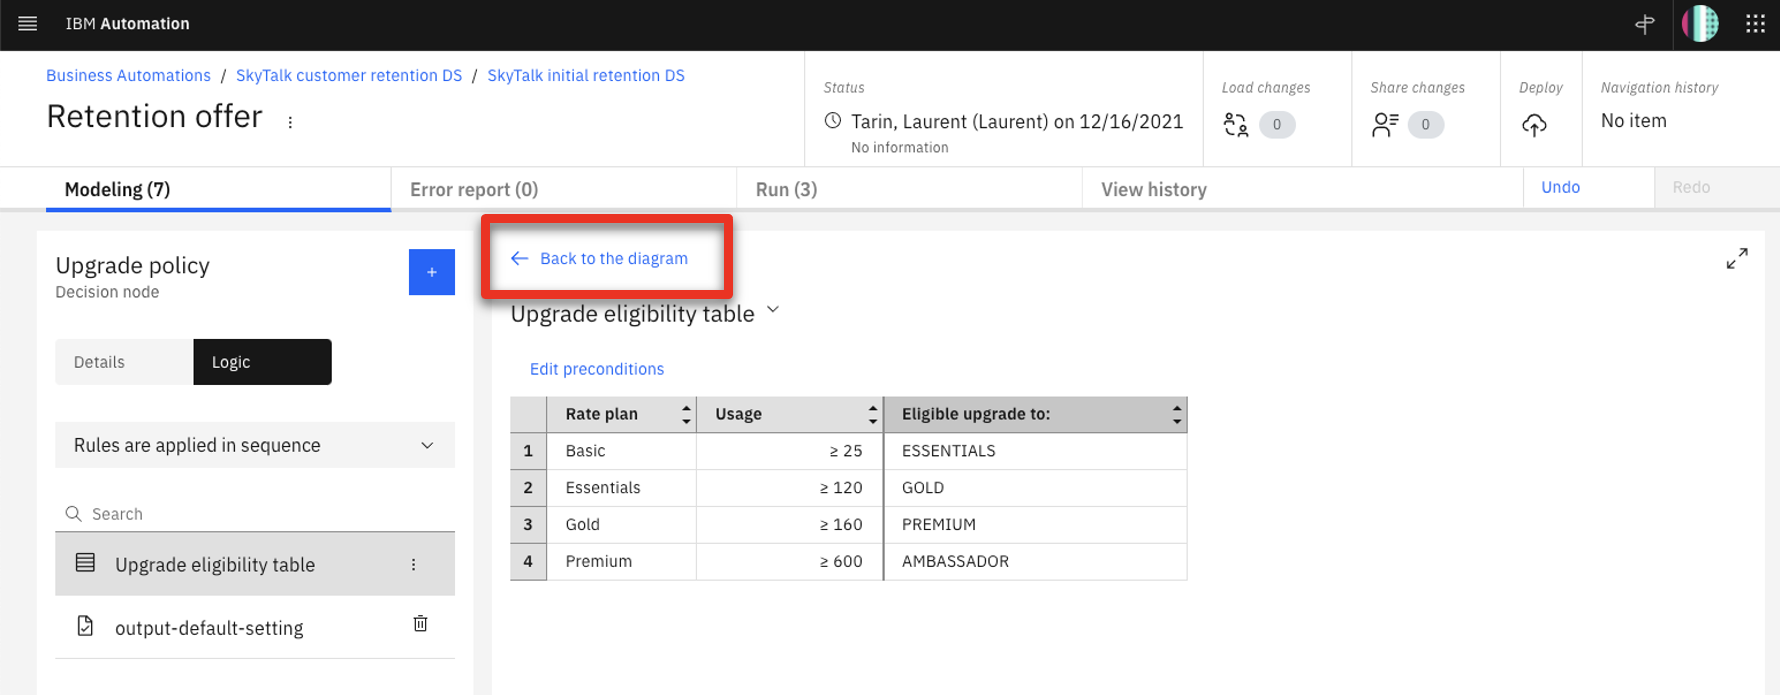 IBM Automation
Business Automations / SkyTalk customer retention DS / SkyTalk initial retention DS
Retention offer
Status
Tarin, Laurent (Laurent) on 12/16/2021
No information
Load changes
0
Share changes
0
Deploy
Navigation history
No item
Modeling (7)
Error report (0)
Run (3)
View history
Undo
Redo
Upgrade policy
Decision node
+
Details
Logic
Rules are applied in sequence
Search
Upgrade eligibility table
output-default-setting
← Back to the diagram
Upgrade eligibility table
Edit preconditions
Rate plan Usage Eligible upgrade to:
1 Basic ≥ 25 ESSENTIALS
2 Essentials ≥ 120 GOLD
3 Gold ≥ 160 PREMIUM
4 Premium ≥ 600 AMBASSADOR